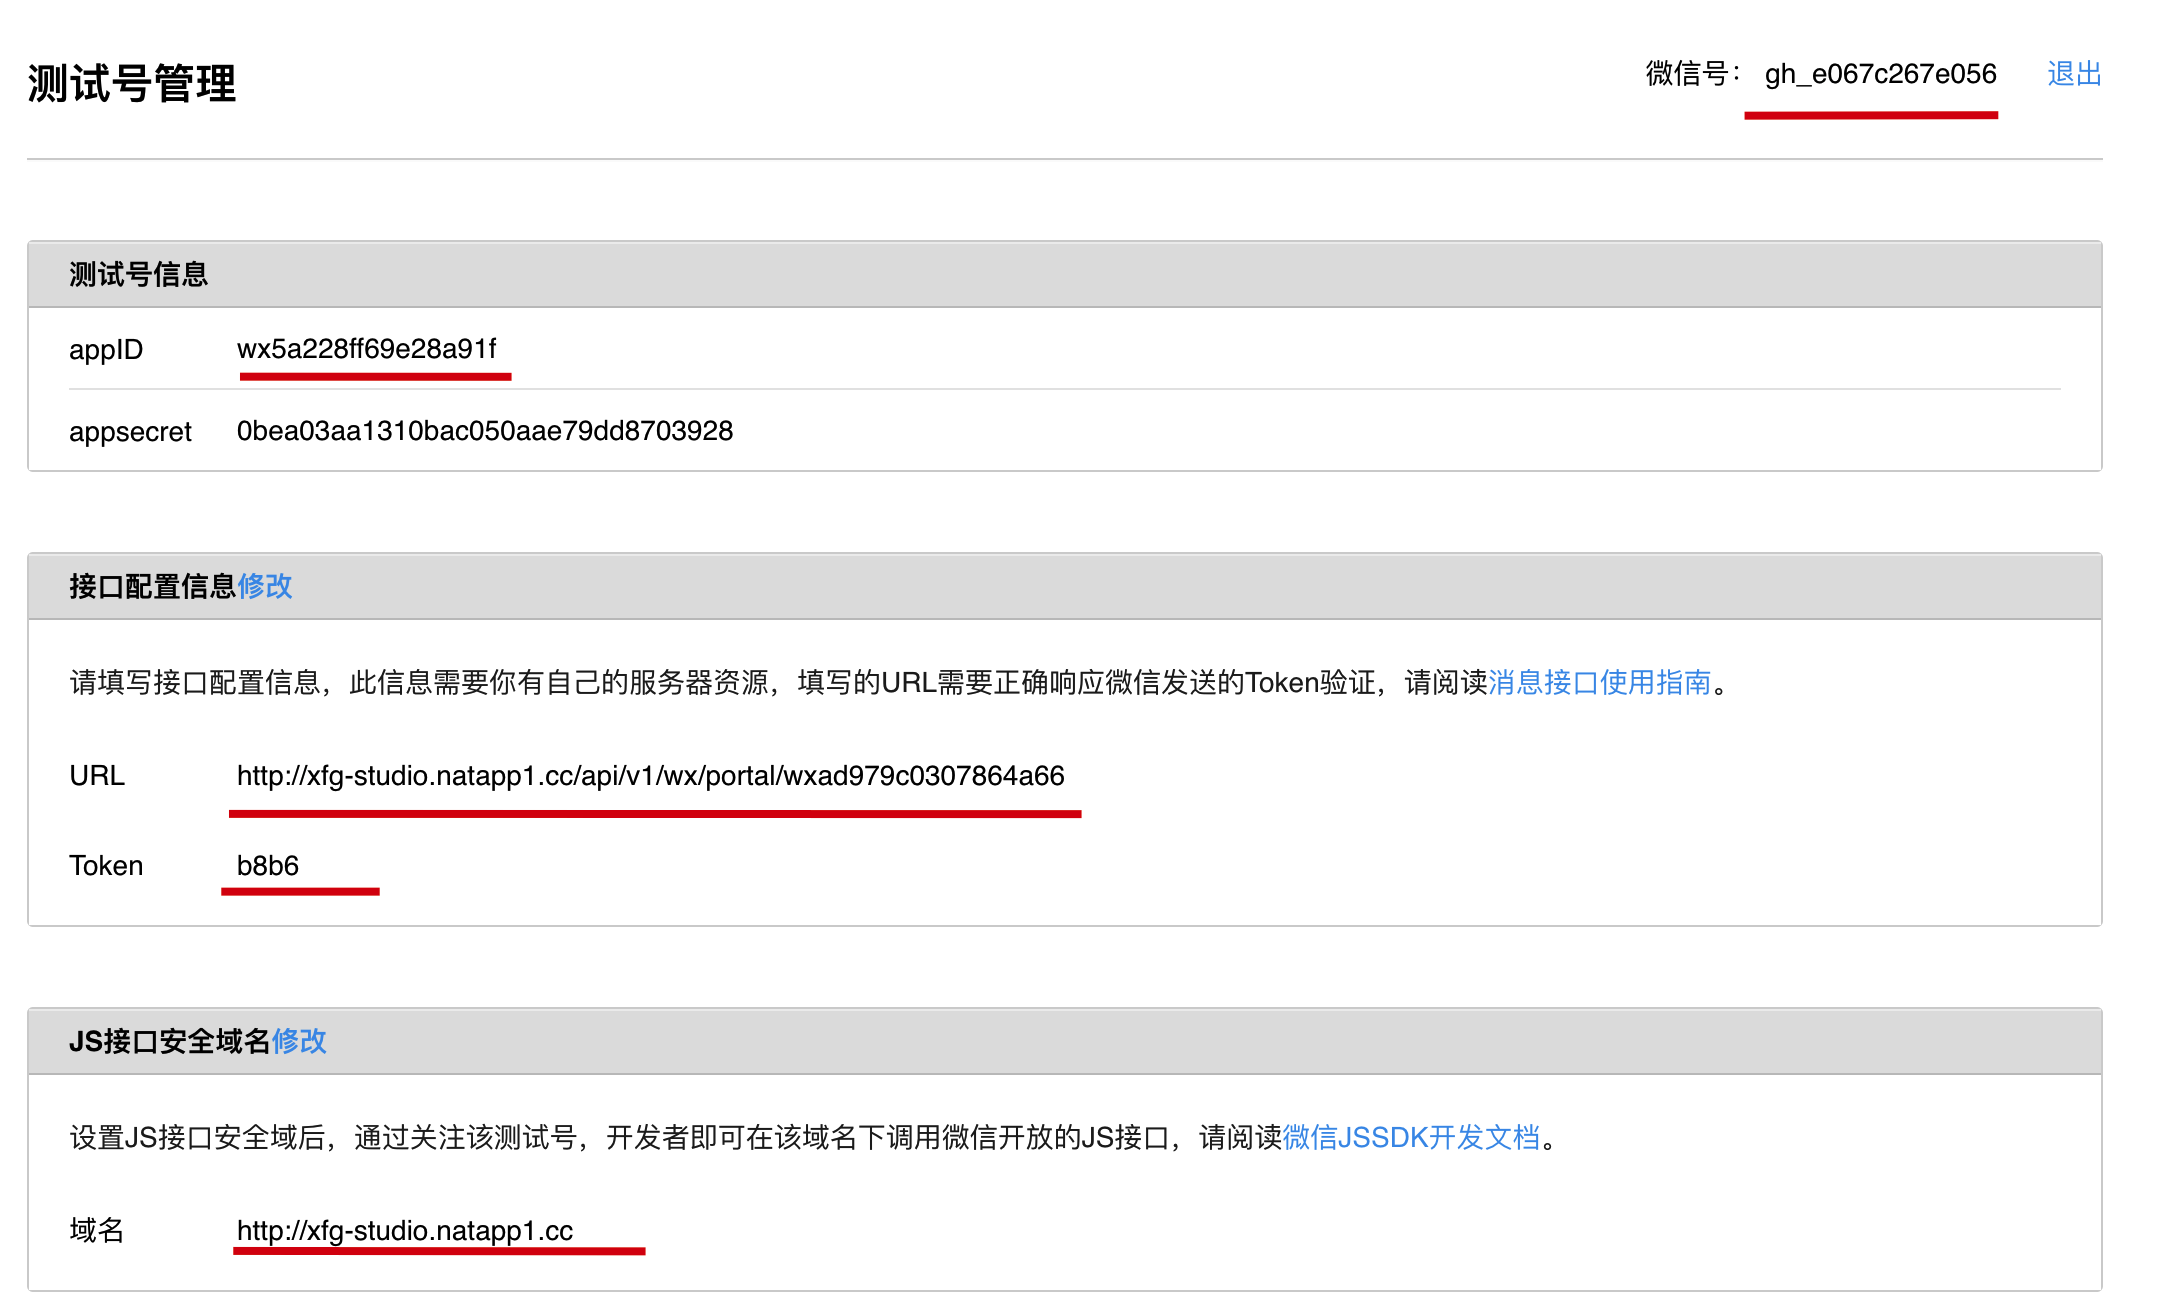 测试号管理
微信号： gh_e067c267e056 退出
测试号信息
appID wx5a228ff69e28a91f
appsecret 0bea03aa1310bac050aae79dd8703928
接口配置信息修改
请填写接口配置信息，此信息需要你有自己的服务器资源，填写的URL需要正确响应微信发送的Token验证，请阅读消息接口使用指南。
URL http://xfg-studio.natapp1.cc/api/v1/wx/portal/wxad979c0307864a66
Token b8b6
JS接口安全域名修改
设置JS接口安全域后，通过关注该测试号，开发者即可在该域名下调用微信开放的JS接口，请阅读微信JSSDK开发文档。
域名 http://xfg-studio.natapp1.cc